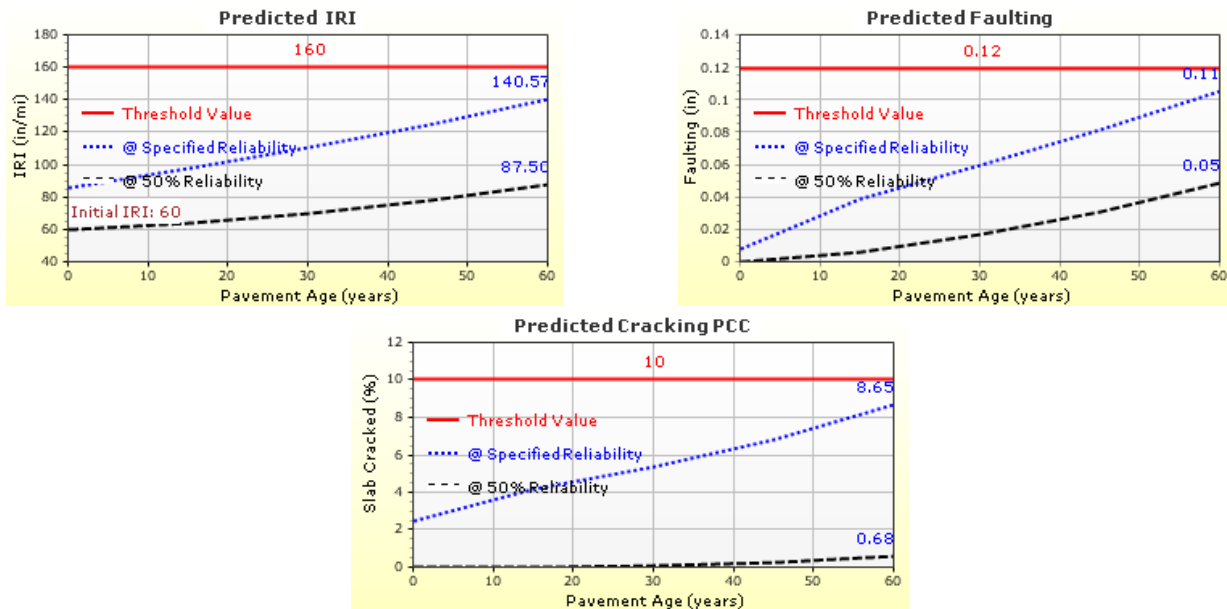 Predicted IRI
180
160
140
120
100
80
60
40
IRI (in/mi)
160
140.57
Threshold Value
@ Specified Reliability
@ 50% Reliability
87.50
Initial IRI: 60
0 10 20 30 40 50 60
Pavement Age (years)
Predicted Faulting
0.14
0.12
0.1
0.08
0.06
0.04
0.02
0
Faulting (in)
0.12
0.11
Threshold Value
@ Specified Reliability
@ 50% Reliability
0.05
0 10 20 30 40 50 60
Pavement Age (years)
Predicted Cracking PCC
12
10
8
6
4
2
0
Slab Cracked (%)
10
8.65
Threshold Value
@ Specified Reliability
@ 50% Reliability
0.68
0 10 20 30 40 50 60
Pavement Age (years)